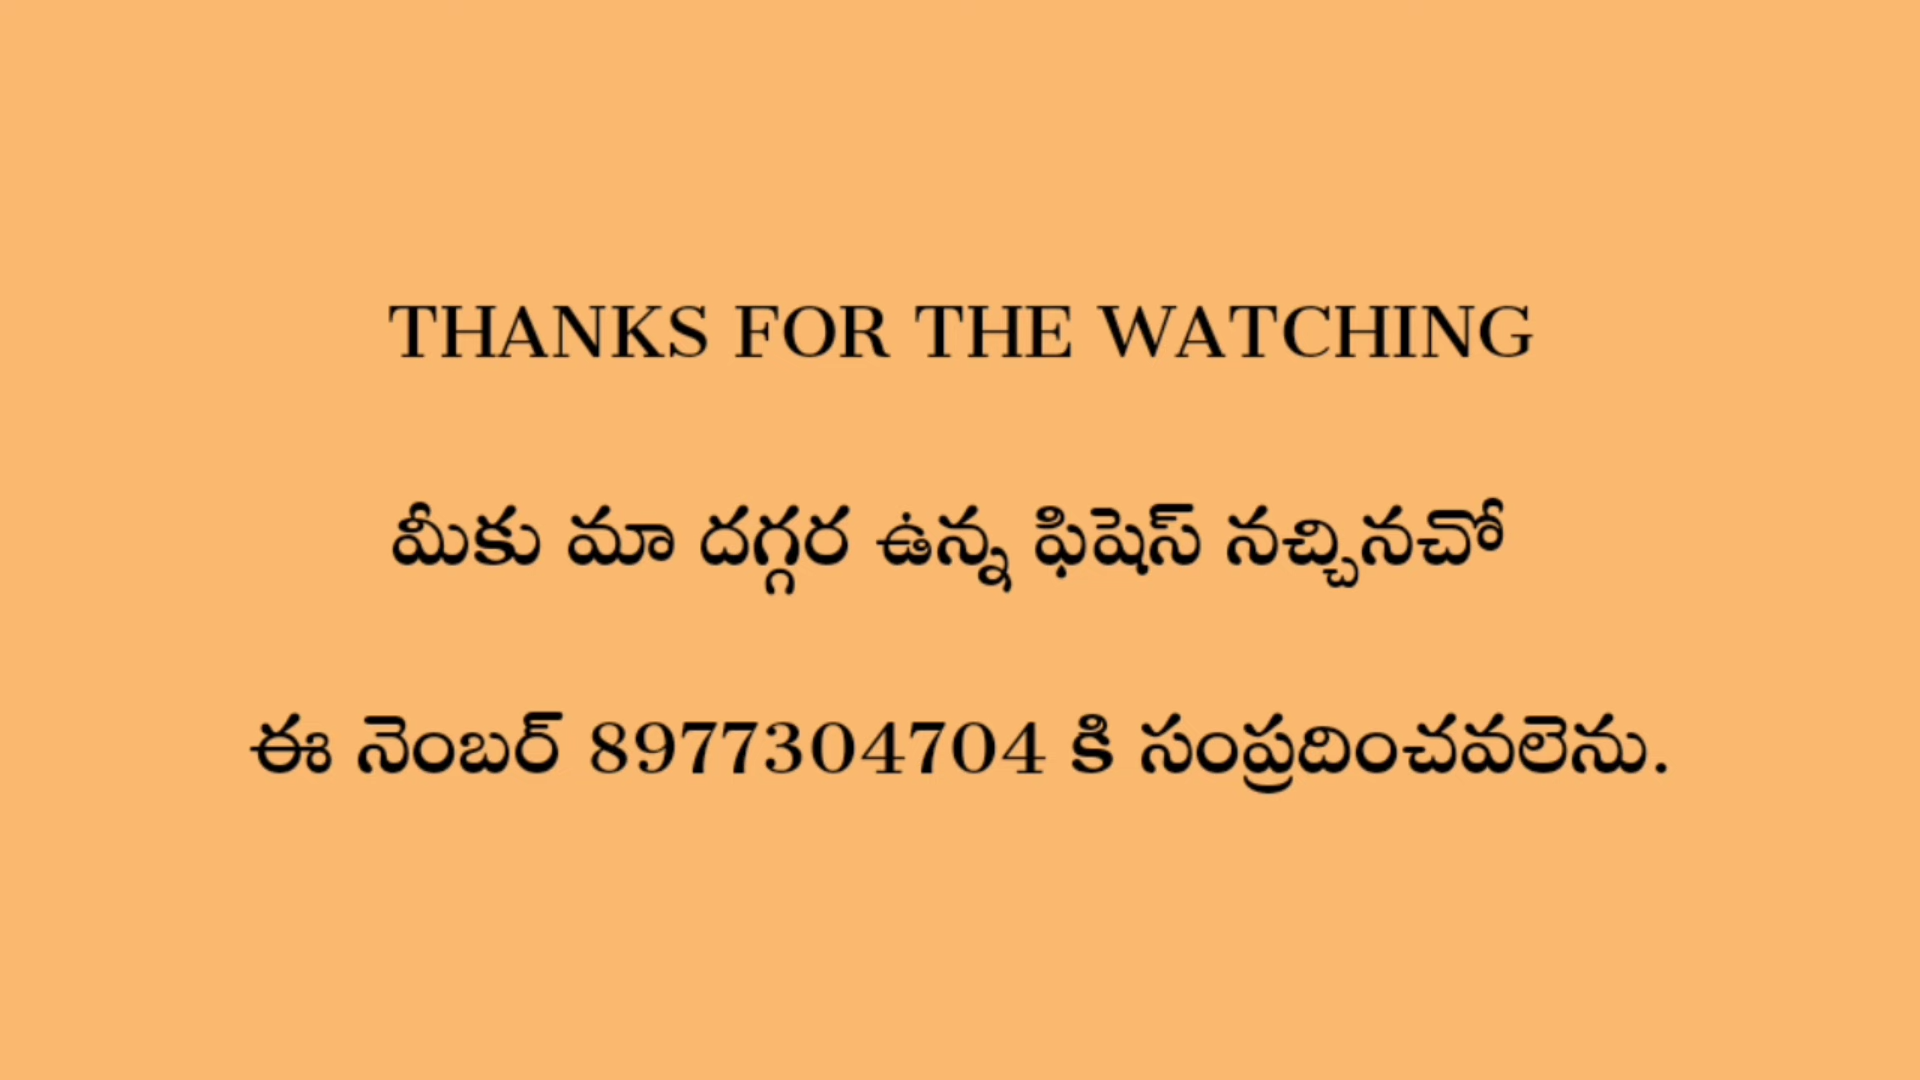 THANKS FOR THE WATCHING
మీకు మా దగ్గర ఉన్న ఫిషెస్ నచ్చినచో
ఈ నెంబర్ 8977304704 కి సంప్రదించవలెను.